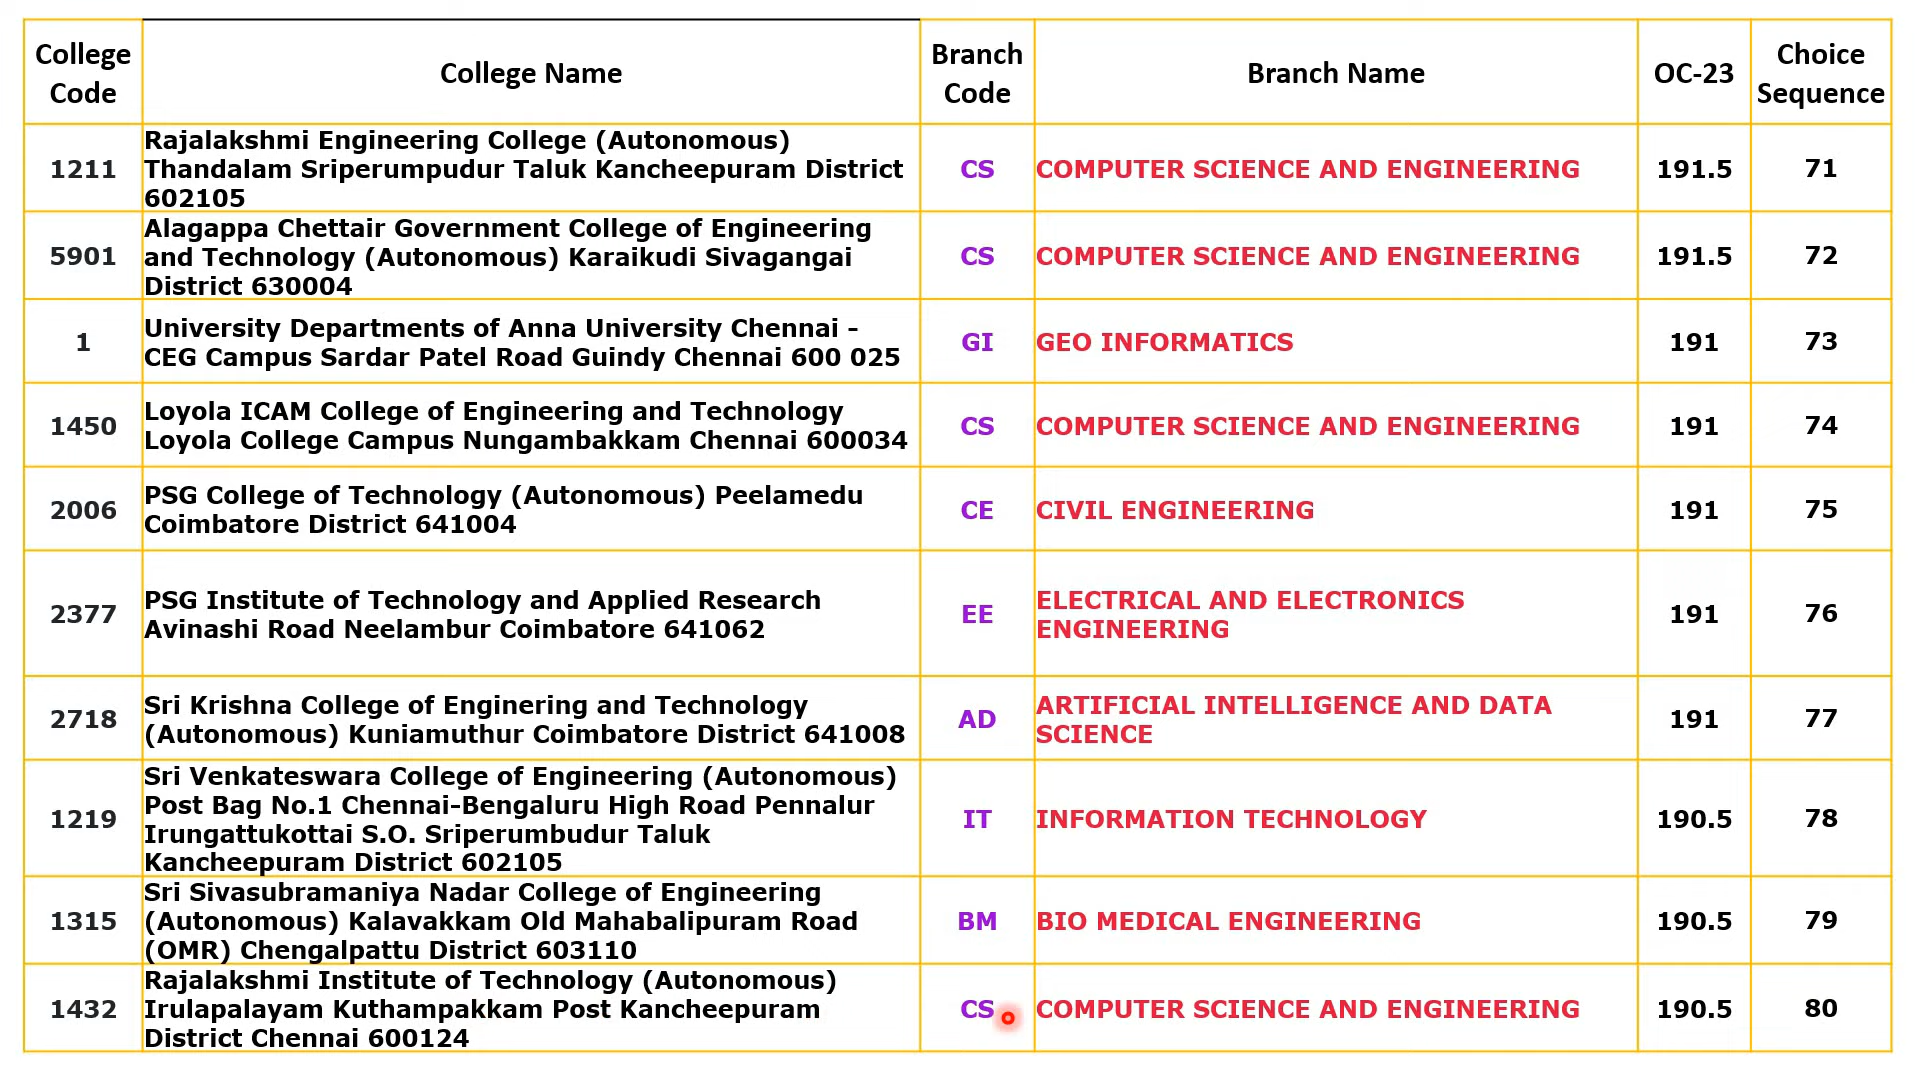 College Code
College Name
Branch Code
Branch Name
OC-23
Choice Sequence
1211
Rajalakshmi Engineering College (Autonomous)
Thandalam Sriperumpudur Taluk Kancheepuram District
602105
CS
COMPUTER SCIENCE AND ENGINEERING
191.5
71
5901
Alagappa Chettair Government College of Engineering
and Technology (Autonomous) Karaikudi Sivagangai
District 630004
CS
COMPUTER SCIENCE AND ENGINEERING
191.5
72
1
University Departments of Anna University Chennai -
CEG Campus Sardar Patel Road Guindy Chennai 600 025
GI
GEO INFORMATICS
191
73
1450
Loyola ICAM College of Engineering and Technology
Loyola College Campus Nungambakkam Chennai 600034
CS
COMPUTER SCIENCE AND ENGINEERING
191
74
2006
PSG College of Technology (Autonomous) Peelamedu
Coimbatore District 641004
CE
CIVIL ENGINEERING
191
75
2377
PSG Institute of Technology and Applied Research
Avinashi Road Neelambur Coimbatore 641062
EE
ELECTRICAL AND ELECTRONICS
ENGINEERING
191
76
2718
Sri Krishna College of Enginering and Technology
(Autonomous) Kuniamuthur Coimbatore District 641008
AD
ARTIFICIAL INTELLIGENCE AND DATA
SCIENCE
191
77
1219
Sri Venkateswara College of Engineering (Autonomous)
Post Bag No.1 Chennai-Bengaluru High Road Pennalur
Irungattukottai S.O. Sriperumbudur Taluk
Kancheepuram District 602105
IT
INFORMATION TECHNOLOGY
190.5
78
1315
Sri Sivasubramaniya Nadar College of Engineering
(Autonomous) Kalavakkam Old Mahabalipuram Road
(OMR) Chengalpattu District 603110
BM
BIO MEDICAL ENGINEERING
190.5
79
1432
Rajalakshmi Institute of Technology (Autonomous)
Irulapalayam Kuthampakkam Post Kancheepuram
District Chennai 600124
CS
COMPUTER SCIENCE AND ENGINEERING
190.5
80